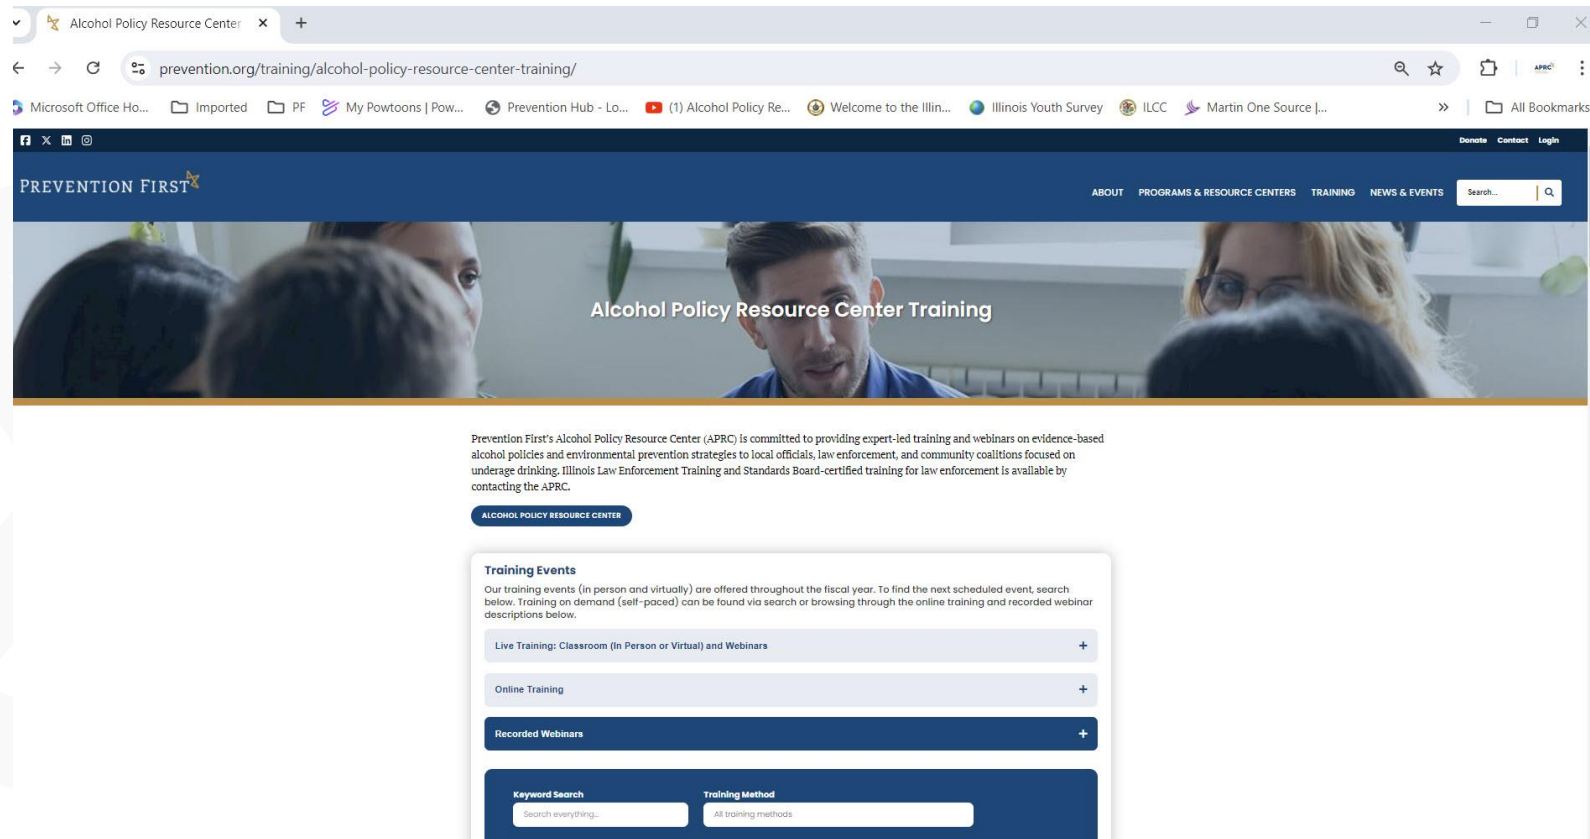 Alcohol Policy Resource Center
prevention.org/training/alcohol-policy-resource-center-training/
APRC
Microsoft Office Ho...
Imported
PF
My Powtoons | Pow...
Prevention Hub - Lo...
(1) Alcohol Policy Re...
Welcome to the Illin...
Illinois Youth Survey
ILCC
Martin One Source |...
»
All Bookmarks
Donate Contact Login
PREVENTION FIRST
ABOUT PROGRAMS & RESOURCE CENTERS TRAINING NEWS & EVENTS
Search...
Alcohol Policy Resource Center Training
Prevention First's Alcohol Policy Resource Center (APRC) is committed to providing expert-led training and webinars on evidence-based
alcohol policies and environmental prevention strategies to local officials, law enforcement, and community coalitions focused on
underage drinking. Illinois Law Enforcement Training and Standards Board-certified training for law enforcement is available by
contacting the APRC.
ALCOHOL POLICY RESOURCE CENTER
Training Events
Our training events (in person and virtually) are offered throughout the fiscal year. To find the next scheduled event, search
below. Training on demand (self-paced) can be found via search or browsing through the online training and recorded webinar
descriptions below.
Live Training: Classroom (In Person or Virtual) and Webinars +
Online Training +
Recorded Webinars +
Keyword Search
Search everything...
Training Method
All training methods